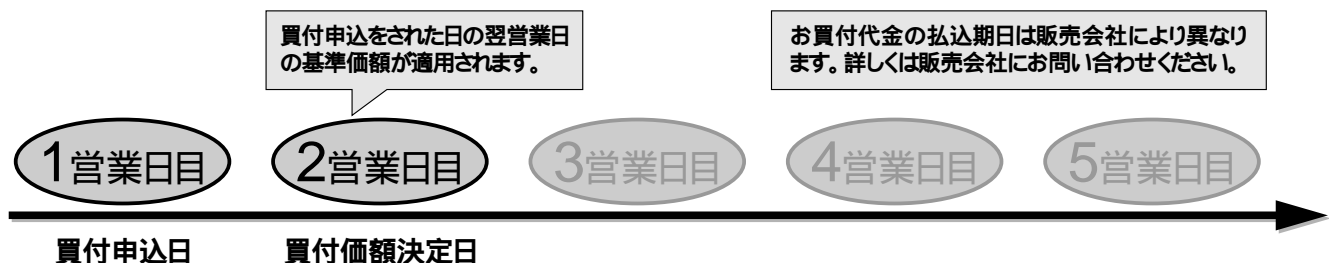 買付申込をされた日の翌営業日
の基準価額が適用されます。
お買付代金の払込期日は販売会社により異なり
ます。詳しくは販売会社にお問い合わせください。
1営業日目
2営業日目
3営業日目
4営業日目
5営業日目
買付申込日
買付価額決定日